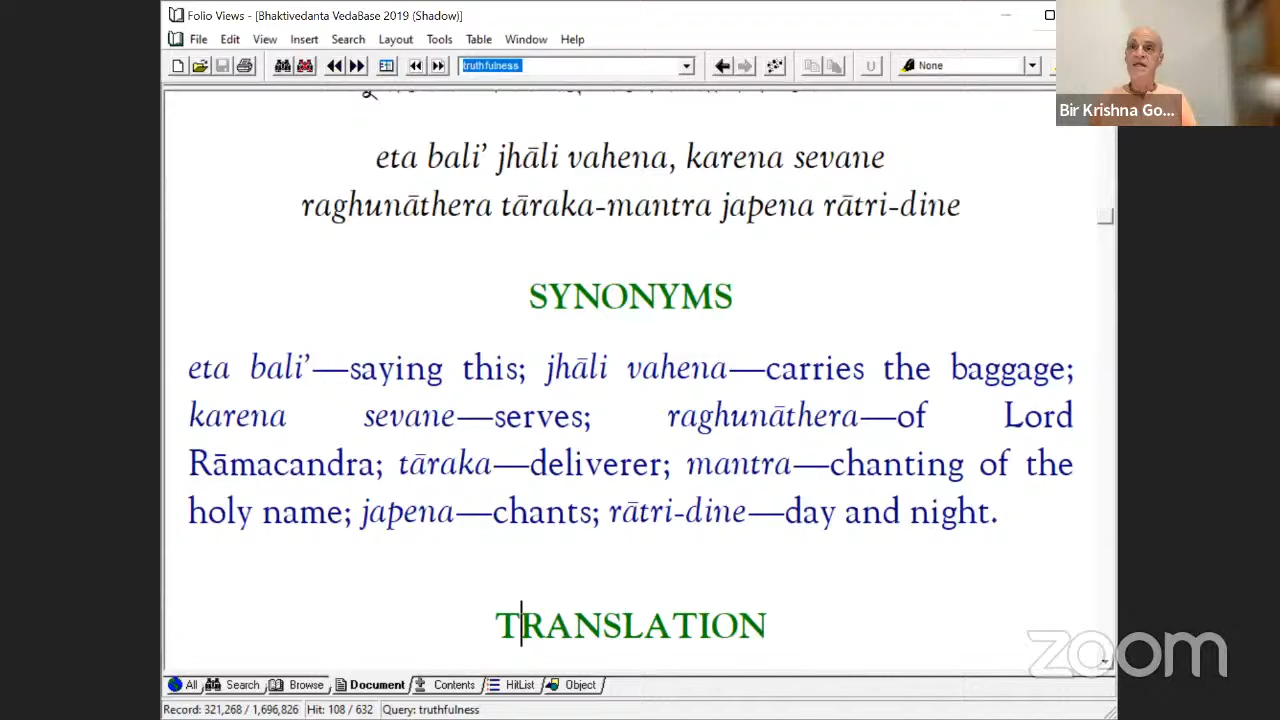 Folio Views - [Bhaktivedanta VedaBase 2019 (Shadow)]
File Edit View Insert Search Layout Tools Table Window Help
truthfulness
U
None
Bir Krishna Go...
eta bali’ jhāli vahena, karena sevane
raghunāthera tāraka-mantra japena rātri-dine
SYNONYMS
eta bali’—saying this; jhāli vahena—carries the baggage;
karena sevane—serves; raghunāthera—of Lord
Rāmacandra; tāraka—deliverer; mantra—chanting of the
holy name; japena—chants; rātri-dine—day and night.
TRANSLATION
zoom
All Search Browse Document Contents HitList Object
Record: 321,268 / 1,696,826 Hit: 108 / 632 Query: truthfulness